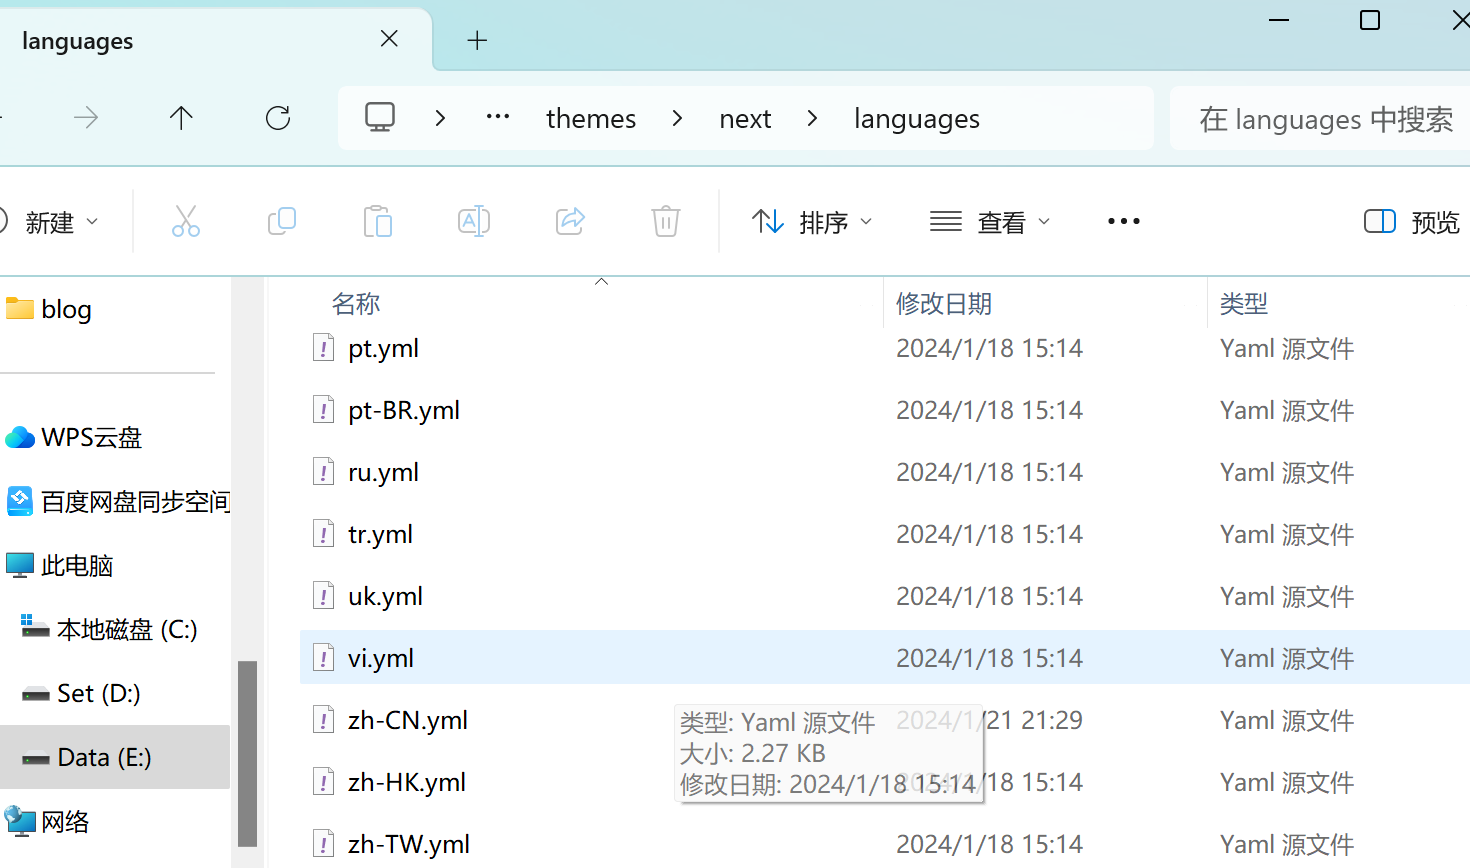 languages
themes
next
languages
在 languages 中搜索
新建
排序
查看
预览
blog
WPS云盘
百度网盘同步空间
此电脑
本地磁盘 (C:)
Set (D:)
Data (E:)
网络
名称 修改日期 类型
pt.yml 2024/1/18 15:14 Yaml 源文件
pt-BR.yml 2024/1/18 15:14 Yaml 源文件
ru.yml 2024/1/18 15:14 Yaml 源文件
tr.yml 2024/1/18 15:14 Yaml 源文件
uk.yml 2024/1/18 15:14 Yaml 源文件
vi.yml 2024/1/18 15:14 Yaml 源文件
zh-CN.yml 2024/1/21 21:29 Yaml 源文件
zh-HK.yml 2024/1/18 15:14 Yaml 源文件
zh-TW.yml 2024/1/18 15:14 Yaml 源文件
类型: Yaml 源文件
大小: 2.27 KB
修改日期: 2024/1/18 15:14